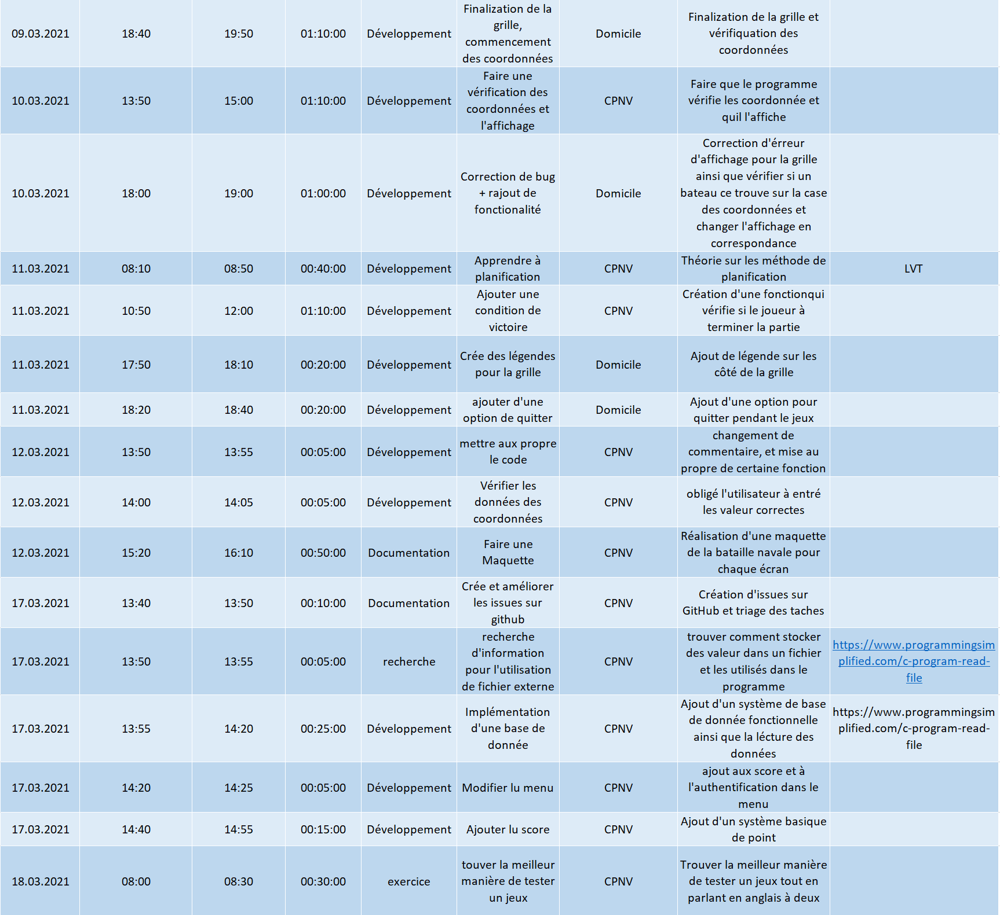 09.03.2021
18:40
19:50
01:10:00
Développement
Finalization de la
grille,
commencement
des coordonnées
Domicile
Finalization de la grille et
vérifiquation des
coordonnées
10.03.2021
13:50
15:00
01:10:00
Développement
Faire une
vérification des
coordonnées et
l'affichage
CPNV
Faire que le programme
vérifie les coordonnée et
quil l'affiche
10.03.2021
18:00
19:00
01:00:00
Développement
Correction de bug
+ rajout de
fonctionalité
Domicile
Correction d'érreur
d'affichage pour la grille
ainsi que vérifier si un
bateau ce trouve sur la case
des coordonnées et
changer l'affichage en
correspondance
11.03.2021
08:10
08:50
00:40:00
Développement
Apprendre à
planification
CPNV
Théorie sur les méthode de
planification
LVT
11.03.2021
10:50
12:00
01:10:00
Développement
Ajouter une
condition de
victoire
CPNV
Création d'une fonctionqui
vérifie si le joueur à
terminer la partie
11.03.2021
17:50
18:10
00:20:00
Développement
Crée des légendes
pour la grille
Domicile
Ajout de légende sur les
côté de la grille
11.03.2021
18:20
18:40
00:20:00
Développement
ajouter d'une
option de quitter
Domicile
Ajout d'une option pour
quitter pendant le jeux
12.03.2021
13:50
13:55
00:05:00
Développement
mettre aux propre
le code
CPNV
changement de
commentaire, et mise au
propre de certaine fonction
12.03.2021
14:00
14:05
00:05:00
Développement
Vérifier les
données des
coordonnées
CPNV
obligé l'utilisateur à entré
les valeur correctes
12.03.2021
15:20
16:10
00:50:00
Documentation
Faire une
Maquette
CPNV
Réalisation d'une maquette
de la bataille navale pour
chaque écran
17.03.2021
13:40
13:50
00:10:00
Documentation
Crée et améliorer
les issues sur
github
CPNV
Création d'issues sur
GitHub et triage des taches
17.03.2021
13:50
13:55
00:05:00
recherche
recherche
d'information
pour l'utilisation
de fichier externe
CPNV
trouver comment stocker
des valeur dans un fichier
et les utilisés dans le
programme
https://www.programmingsim
plified.com/c-program-read-
file
17.03.2021
13:55
14:20
00:25:00
Développement
Implémentation
d'une base de
donnée
CPNV
Ajout d'un système de base
de donnée fonctionnelle
ainsi que la lécture des
données
https://www.programmingsim
plified.com/c-program-read-
file
17.03.2021
14:20
14:25
00:05:00
Développement
Modifier lu menu
CPNV
ajout aux score et à
l'authentification dans le
menu
17.03.2021
14:40
14:55
00:15:00
Développement
Ajouter lu score
CPNV
Ajout d'un système basique
de point
18.03.2021
08:00
08:30
00:30:00
exercice
touver la meilleur
manière de tester
un jeux
CPNV
Trouver la meilleur manière
de tester un jeux tout en
parlant en anglais à deux